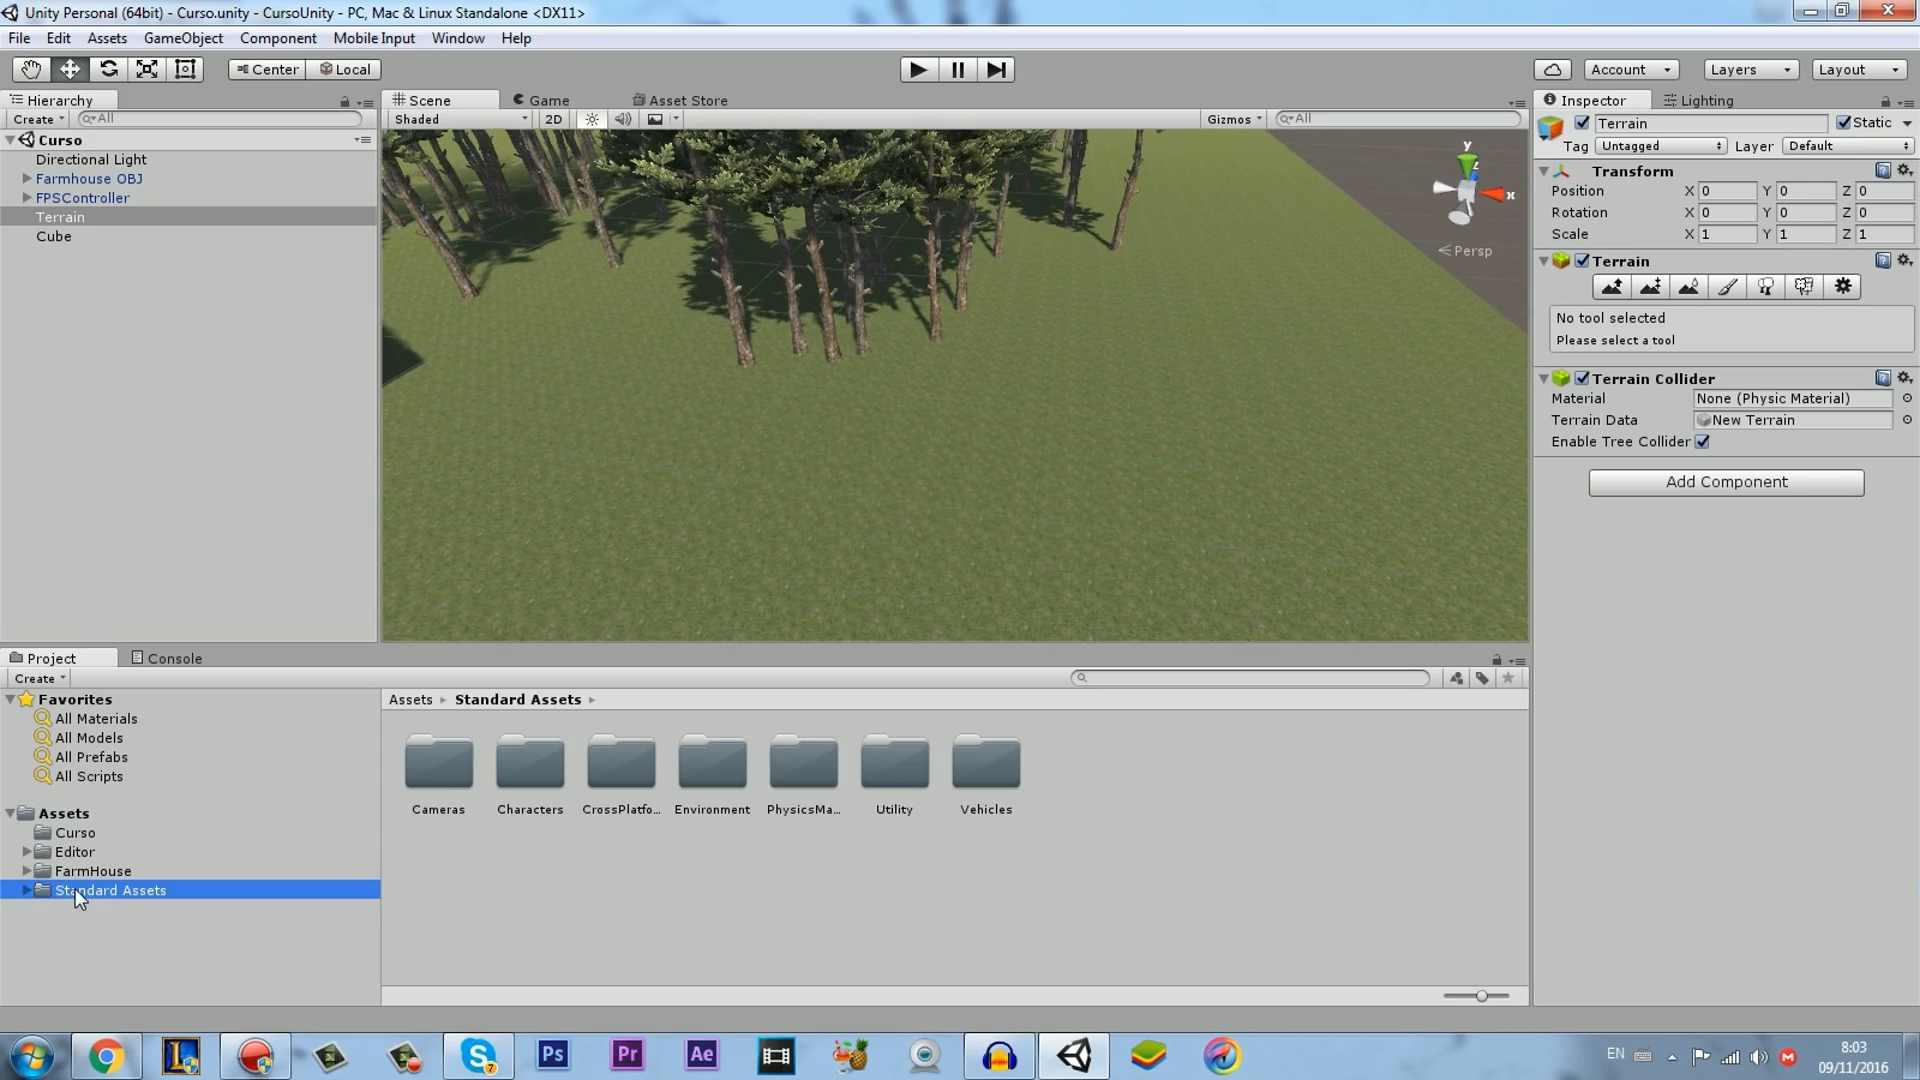 Unity Personal (64bit) - Curso.unity - CursoUnity - PC, Mac & Linux Standalone <DX11>
File Edit Assets GameObject Component Mobile Input Window Help
Center Local Account Layers Layout
Hierarchy
Create All
Curso
Directional Light
Farmhouse OBJ
FPSController
Terrain
Cube
Scene Game Asset Store
Shaded 2D Gizmos All
y
z
x
Persp
Inspector Lighting
Terrain Static
Tag Untagged Layer Default
Transform
Position X 0 Y 0 Z 0
Rotation X 0 Y 0 Z 0
Scale X 1 Y 1 Z 1
Terrain
No tool selected
Please select a tool
Terrain Collider
Material None (Physic Material)
Terrain Data New Terrain
Enable Tree Collider
Add Component
Project Console
Create
Favorites
All Materials
All Models
All Prefabs
All Scripts
Assets
Curso
Editor
FarmHouse
Standard Assets
Assets Standard Assets
Cameras Characters CrossPlatfo... Environment PhysicsMa... Utility Vehicles
L 7 Ps Pr Ae
EN M 8:03
09/11/2016